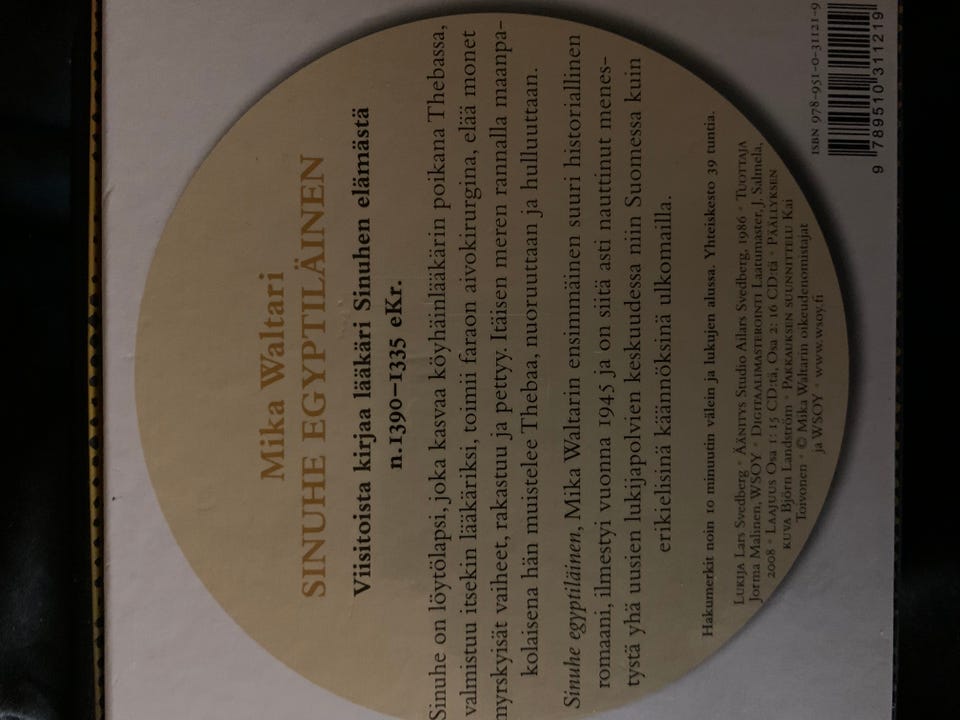 Mika Waltari
SINUHE EGYPTILÄINEN
Viisitoista kirjaa lääkäri Sinuhen elämästä
n.1390–1335 eKr.
Sinuhe on löytölapsi, joka kasvaa köyhäinlääkärin poikana Thebassa,
valmistuu itsekin lääkäriksi, toimii faraon aivokirurgina, elää monet
myrskyisät vaiheet, rakastuu ja pettyy. Itäisen meren rannalla maanpa-
kolaisena hän muistelee Thebaa, nuoruuttaan ja hulluuttaan.
Sinuhe egyptiläinen, Mika Waltarin ensimmäinen suuri historiallinen
romaani, ilmestyi vuonna 1945 ja on siitä asti nauttinut menes-
tystä yhä uusien lukijapolvien keskuudessa niin Suomessa kuin
erikielisinä käännöksinä ulkomailla.
Hakumerkit noin 10 minuutin välein ja lukujen alussa. Yhteiskesto 39 tuntia.
LUKIJA Lars Svedberg • ÄÄNITYS Studio Ailars Svedberg, 1986 • TUOTTAJA
Jorma Malinen, WSOY • DIGITAALIMASTEROINTI Laatumaster, J. Salmela,
2008 • LAAJUUS Osa 1: 15 CD:tä, Osa 2: 16 CD:tä • PÄÄLLYKSEN
KUVA Björn Landström • PAKKAUKSEN SUUNNITTELU Kai
Toivonen • © Mika Waltarin oikeudenomistajat
ja WSOY • www.wsoy.fi
ISBN 978-951-0-31121-9
9 789510 311219